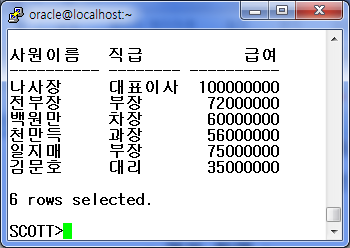 oracle@localhost:~
사원이름 직급 급여
---------- -------- ----------
나사장 대표이사 100000000
전부장 부장 72000000
백원만 차장 60000000
천만득 과장 56000000
일지매 부장 75000000
김문호 대리 35000000
6 rows selected.
SCOTT>